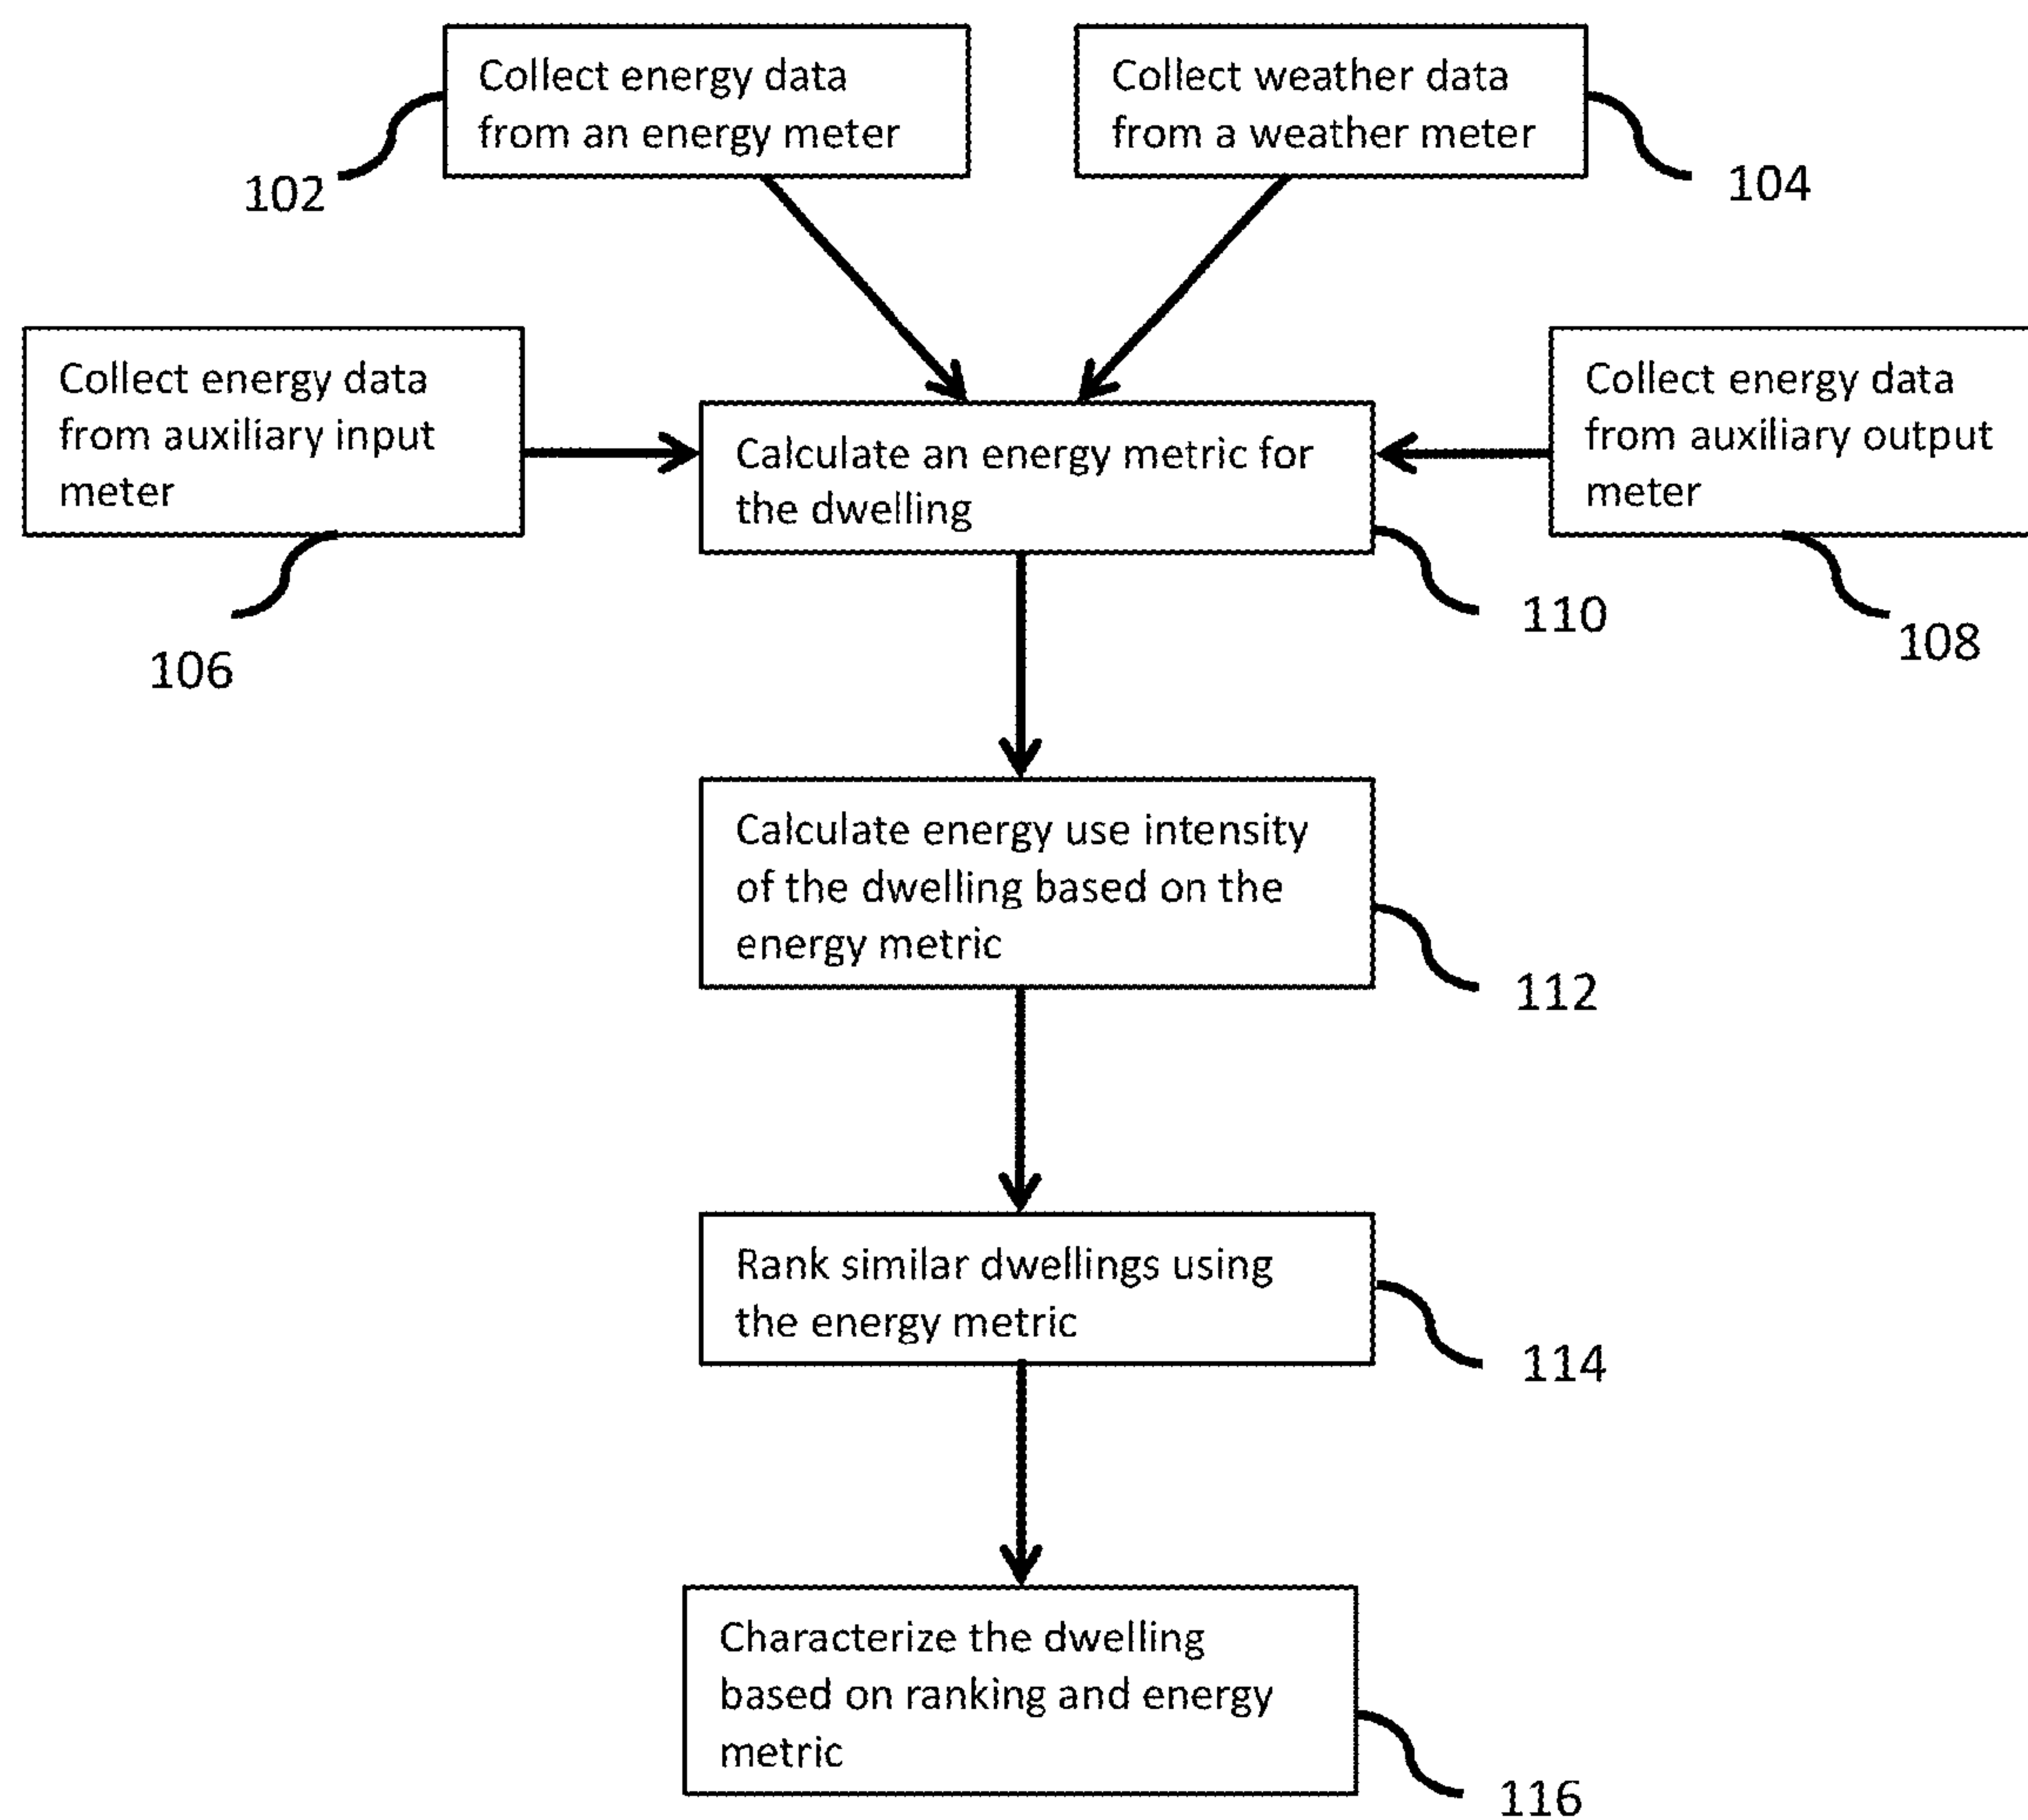 Collect energy data
from an energy meter
102
Collect weather data
from a weather meter
104
Collect energy data
from auxiliary input
meter
106
Calculate an energy metric for
the dwelling
110
Collect energy data
from auxiliary output
meter
108
Calculate energy use intensity
of the dwelling based on the
energy metric
112
Rank similar dwellings using
the energy metric
114
Characterize the dwelling
based on ranking and energy
metric
116